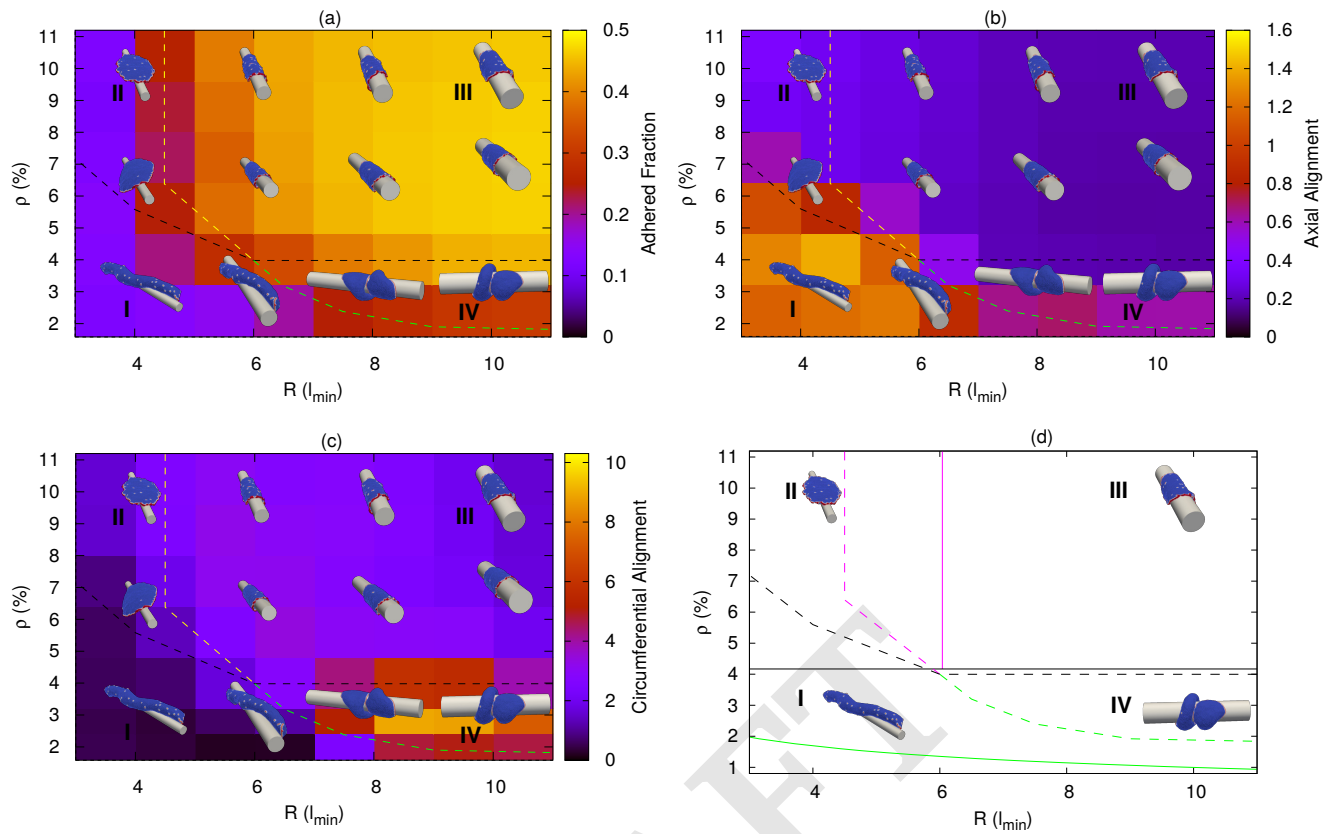 (a)
11
10
9
8
7
6
5
4
3
2
ρ (%)
4
6
8
10
R (l_min)
II
III
I
IV
0.5
0.4
0.3
0.2
0.1
0
Adhered Fraction
(b)
11
10
9
8
7
6
5
4
3
2
ρ (%)
4
6
8
10
R (l_min)
II
III
I
IV
1.6
1.4
1.2
1
0.8
0.6
0.4
0.2
0
Axial Alignment
(c)
11
10
9
8
7
6
5
4
3
2
ρ (%)
4
6
8
10
R (l_min)
II
III
I
IV
10
8
6
4
2
0
Circumferential Alignment
(d)
11
10
9
8
7
6
5
4
3
2
1
ρ (%)
4
6
8
10
R (l_min)
II
III
I
IV
FT